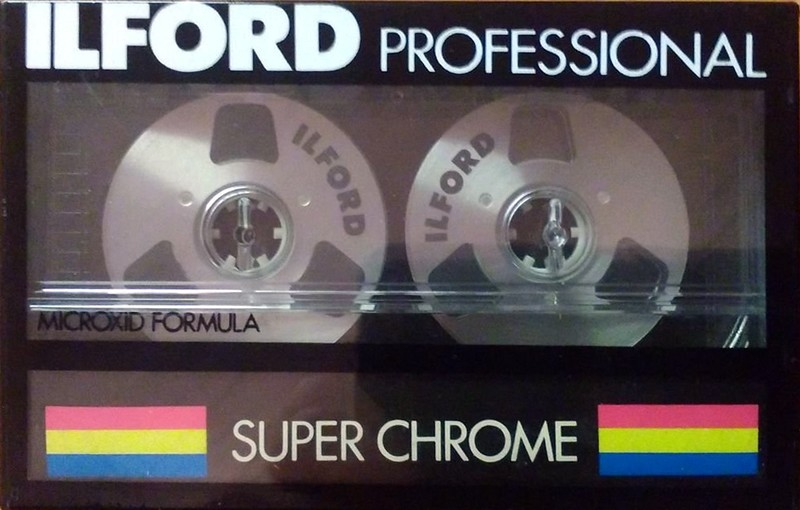 ILFORD PROFESSIONAL
ILFORD
ILFORD
MICROXID FORMULA
SUPER CHROME